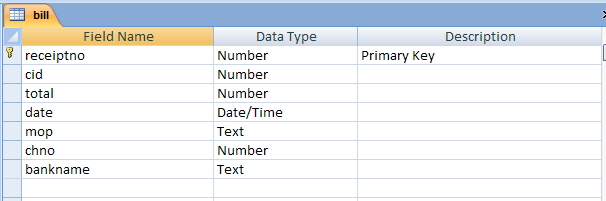 bill
Field Name Data Type Description
receiptno Number Primary Key
cid Number
total Number
date Date/Time
mop Text
chno Number
bankname Text